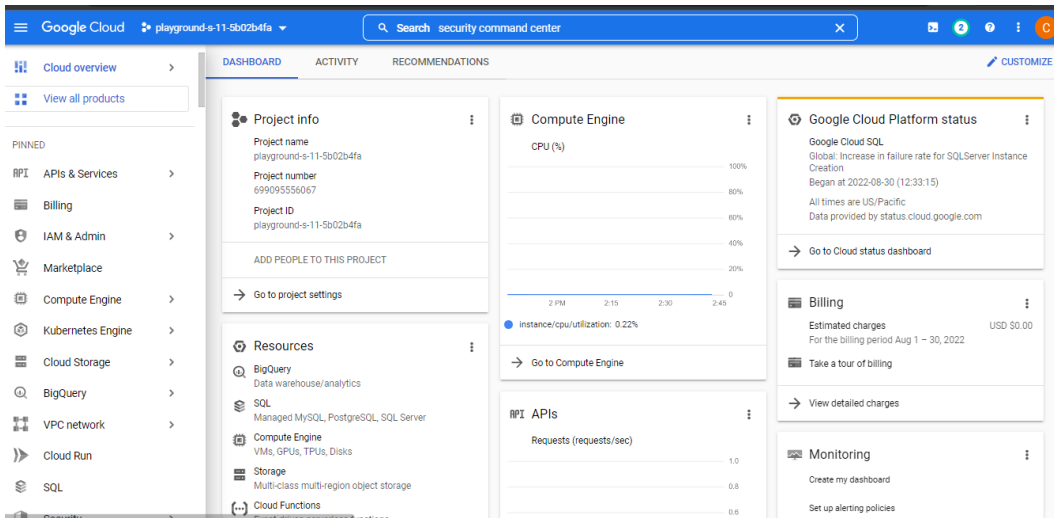 Google Cloud
playground-s-11-5b02b4fa
Search security command center
2
C
Cloud overview
View all products
PINNED
API APIs & Services
Billing
IAM & Admin
Marketplace
Compute Engine
Kubernetes Engine
Cloud Storage
BigQuery
VPC network
Cloud Run
SQL
Security
DASHBOARD
ACTIVITY
RECOMMENDATIONS
CUSTOMIZE
Project info
Project name
playground-s-11-5b02b4fa
Project number
699095556067
Project ID
playground-s-11-5b02b4fa
ADD PEOPLE TO THIS PROJECT
Go to project settings
Resources
BigQuery
Data warehouse/analytics
SQL
Managed MySQL, PostgreSQL, SQL Server
Compute Engine
VMs, GPUs, TPUs, Disks
Storage
Multi-class multi-region object storage
Cloud Functions
Event-driven serverless functions
Compute Engine
CPU (%)
100%
80%
60%
40%
20%
0
2 PM 2:15 2:30 2:45
instance/cpu/utilization: 0.22%
Go to Compute Engine
API APIs
Requests (requests/sec)
1.0
0.8
0.6
Google Cloud Platform status
Google Cloud SQL
Global: Increase in failure rate for SQLServer Instance
Creation
Began at 2022-08-30 (12:33:15)
All times are US/Pacific
Data provided by status.cloud.google.com
Go to Cloud status dashboard
Billing
Estimated charges USD $0.00
For the billing period Aug 1 – 30, 2022
Take a tour of billing
View detailed charges
Monitoring
Create my dashboard
Set up alerting policies